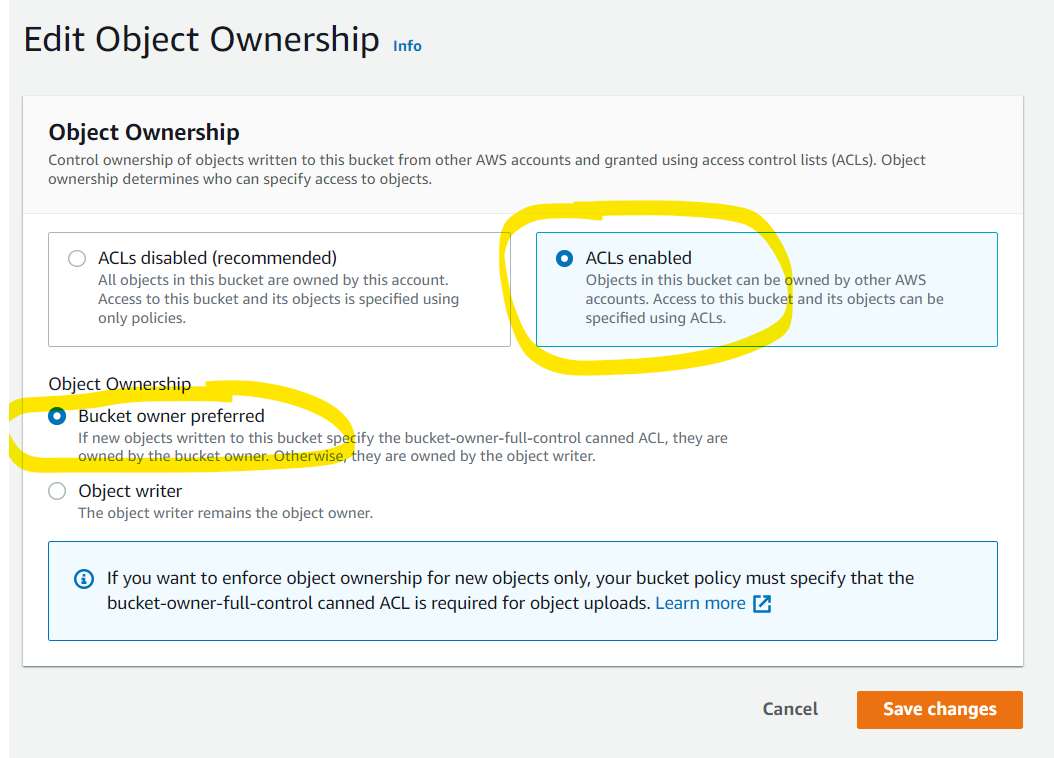 Edit Object Ownership Info
Object Ownership
Control ownership of objects written to this bucket from other AWS accounts and granted using access control lists (ACLs). Object
ownership determines who can specify access to objects.
ACLs disabled (recommended)
All objects in this bucket are owned by this account.
Access to this bucket and its objects is specified using
only policies.
ACLs enabled
Objects in this bucket can be owned by other AWS
accounts. Access to this bucket and its objects can be
specified using ACLs.
Object Ownership
Bucket owner preferred
If new objects written to this bucket specify the bucket-owner-full-control canned ACL, they are
owned by the bucket owner. Otherwise, they are owned by the object writer.
Object writer
The object writer remains the object owner.
If you want to enforce object ownership for new objects only, your bucket policy must specify that the
bucket-owner-full-control canned ACL is required for object uploads. Learn more
Cancel
Save changes